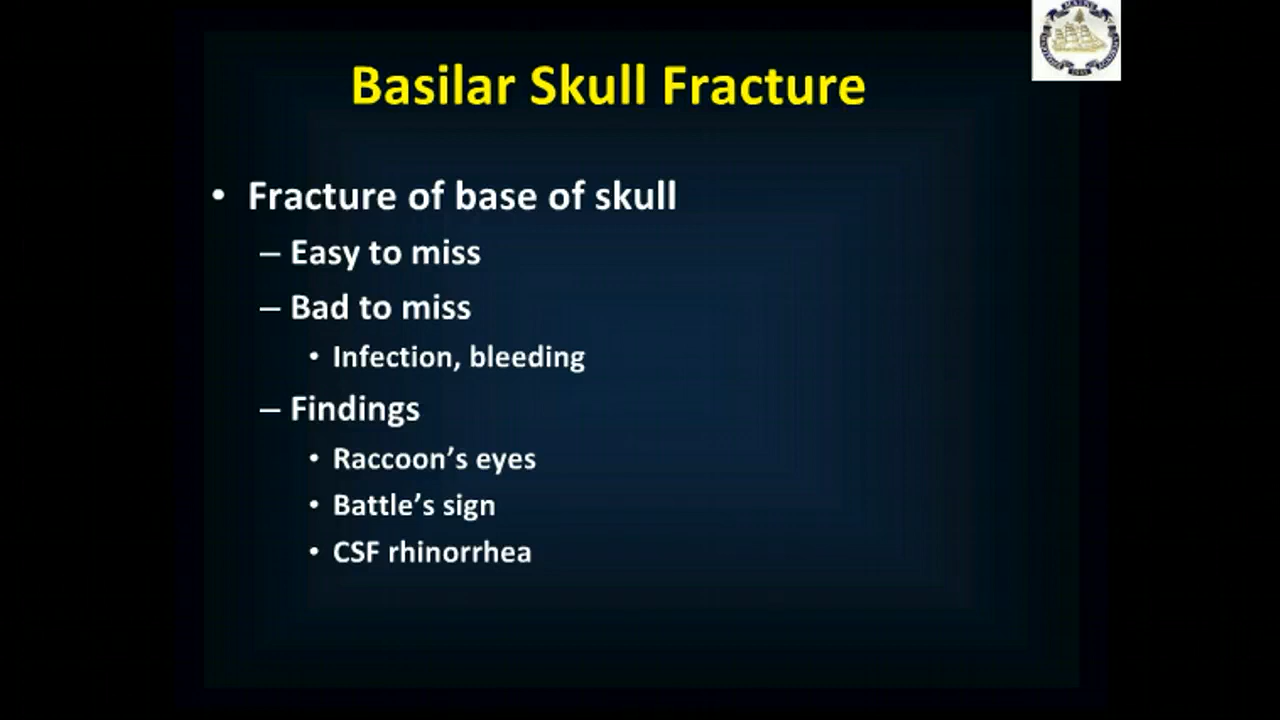 Basilar Skull Fracture
• Fracture of base of skull
– Easy to miss
– Bad to miss
• Infection, bleeding
– Findings
• Raccoon’s eyes
• Battle’s sign
• CSF rhinorrhea